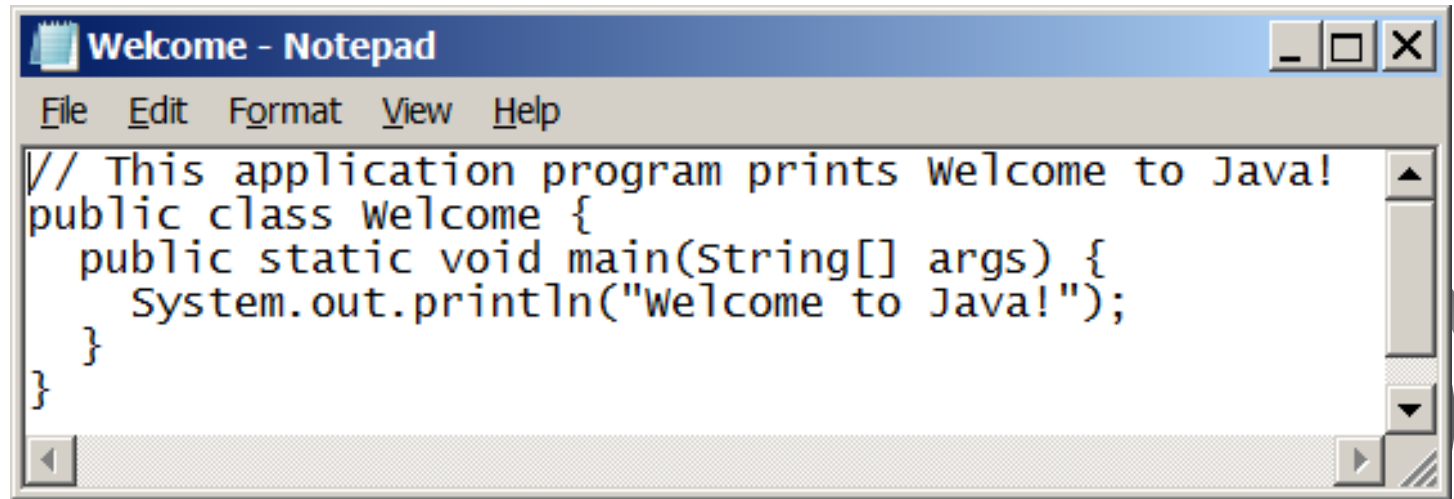 Welcome - Notepad
File Edit Format View Help
// This application program prints Welcome to Java!
public class Welcome {
  public static void main(String[] args) {
    System.out.println("Welcome to Java!");
  }
}